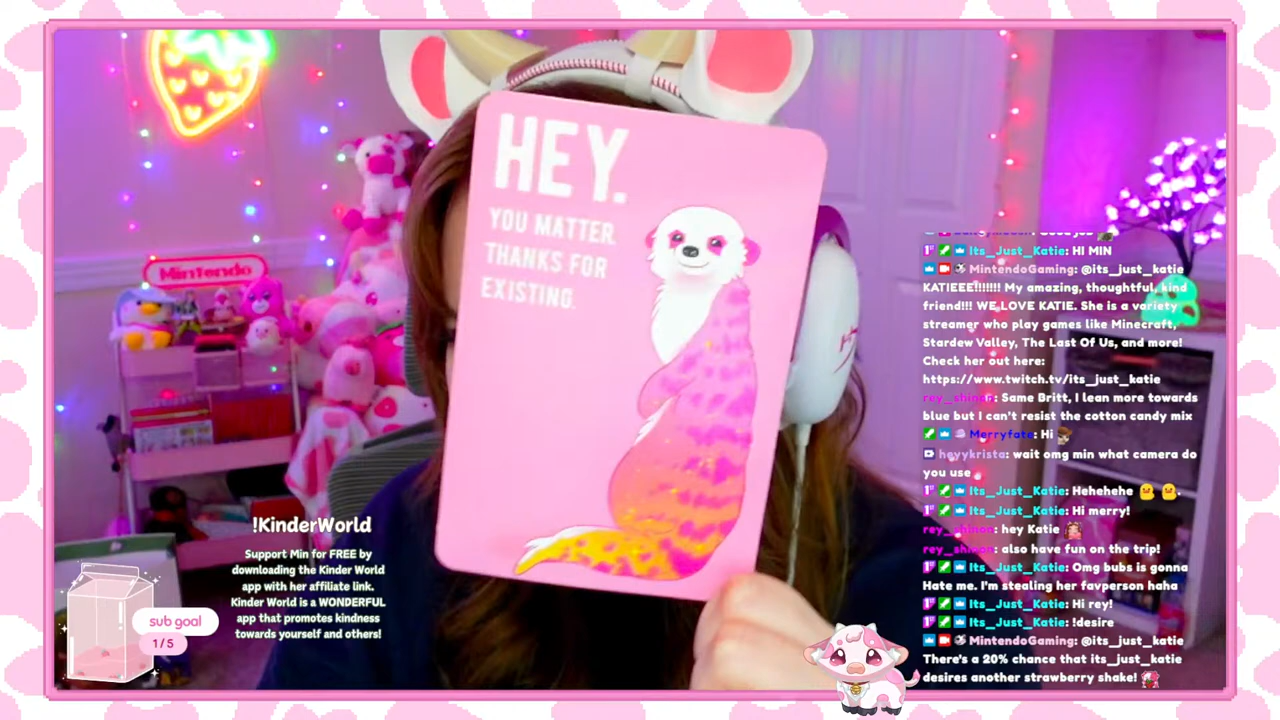 HEY.
YOU MATTER.
THANKS FOR
EXISTING.
Mintendo
!KinderWorld
Support Min for FREE by
downloading the Kinder World
app with her affiliate link.
Kinder World is a WONDERFUL
app that promotes kindness
towards yourself and others!
sub goal
1/5
Its_Just_Katie: HI MIN
MintendoGaming: @its_just_katie
KATIEEE!!!!!!! My amazing, thoughtful, kind
friend!!! WE LOVE KATIE. She is a variety
streamer who play games like Minecraft,
Stardew Valley, The Last Of Us, and more!
Check her out here:
https://www.twitch.tv/its_just_katie
rey_shinon: Same Britt, I lean more towards
blue but I can't resist the cotton candy mix
Merryfate: Hi
heyykrista: wait omg min what camera do
you use
Its_Just_Katie: Hehehehe .
Its_Just_Katie: Hi merry!
rey_shinon: hey Katie
rey_shinon: also have fun on the trip!
Its_Just_Katie: Omg bubs is gonna
Hate me. I'm stealing her favperson haha
Its_Just_Katie: Hi rey!
Its_Just_Katie: !desire
MintendoGaming: @its_just_katie
There's a 20% chance that its_just_katie
desires another strawberry shake!